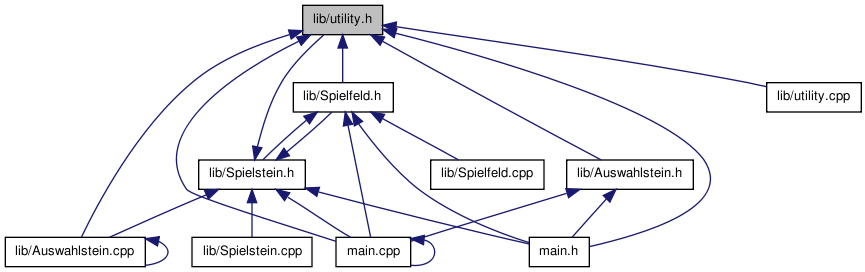 lib/utility.h
lib/Spielfeld.h
lib/utility.cpp
lib/Spielstein.h
lib/Spielfeld.cpp
lib/Auswahlstein.h
lib/Auswahlstein.cpp
lib/Spielstein.cpp
main.cpp
main.h